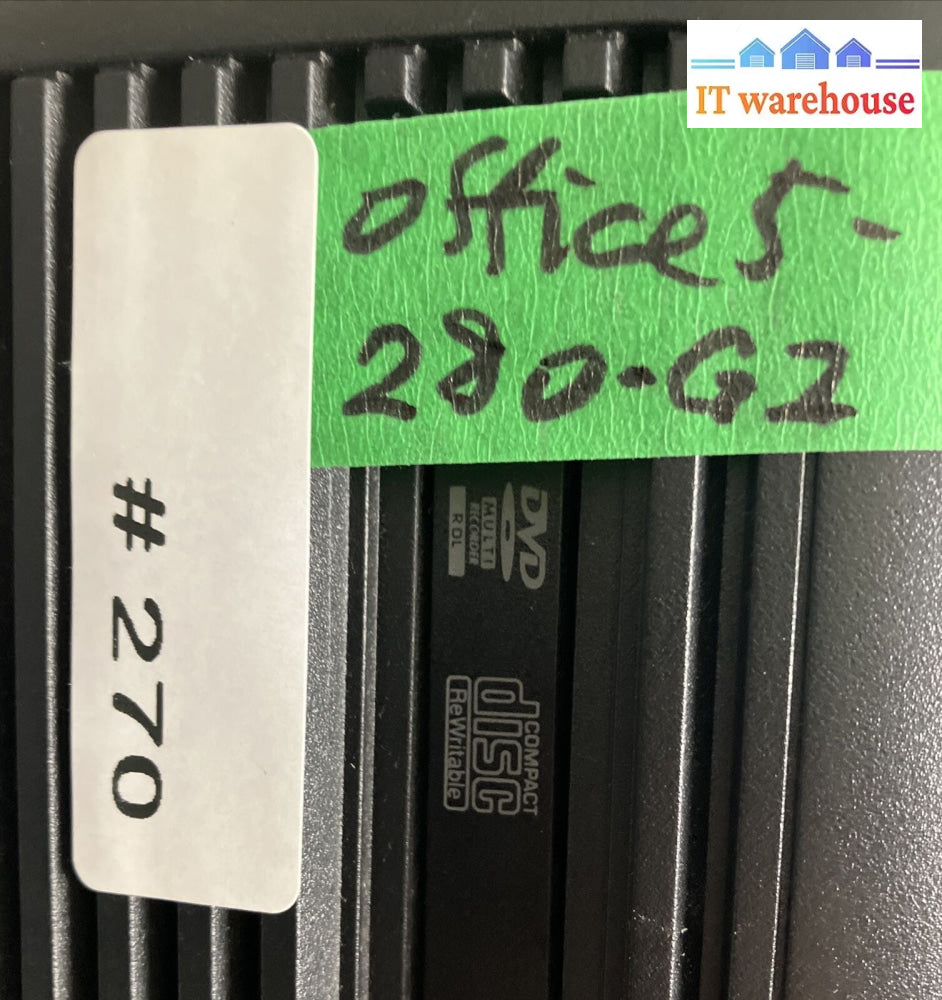 IT warehouse
office5-
280-G2
#270
DVD
MULTI
RECORDER
RDL
COMPACT
disc
ReWritable